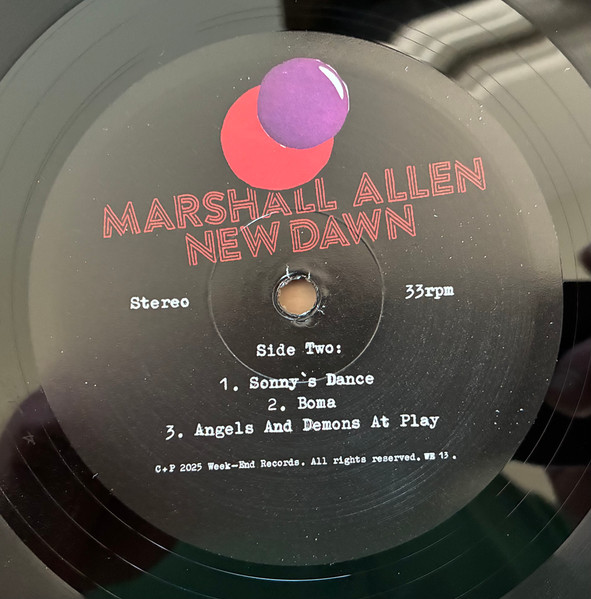 MARSHALL ALLEN
NEW DAWN
Stereo
33rpm
Side Two:
1. Sonny`s Dance
2. Boma
3. Angels And Demons At Play
C+P 2025 Week-End Records. All rights reserved. WE 13.